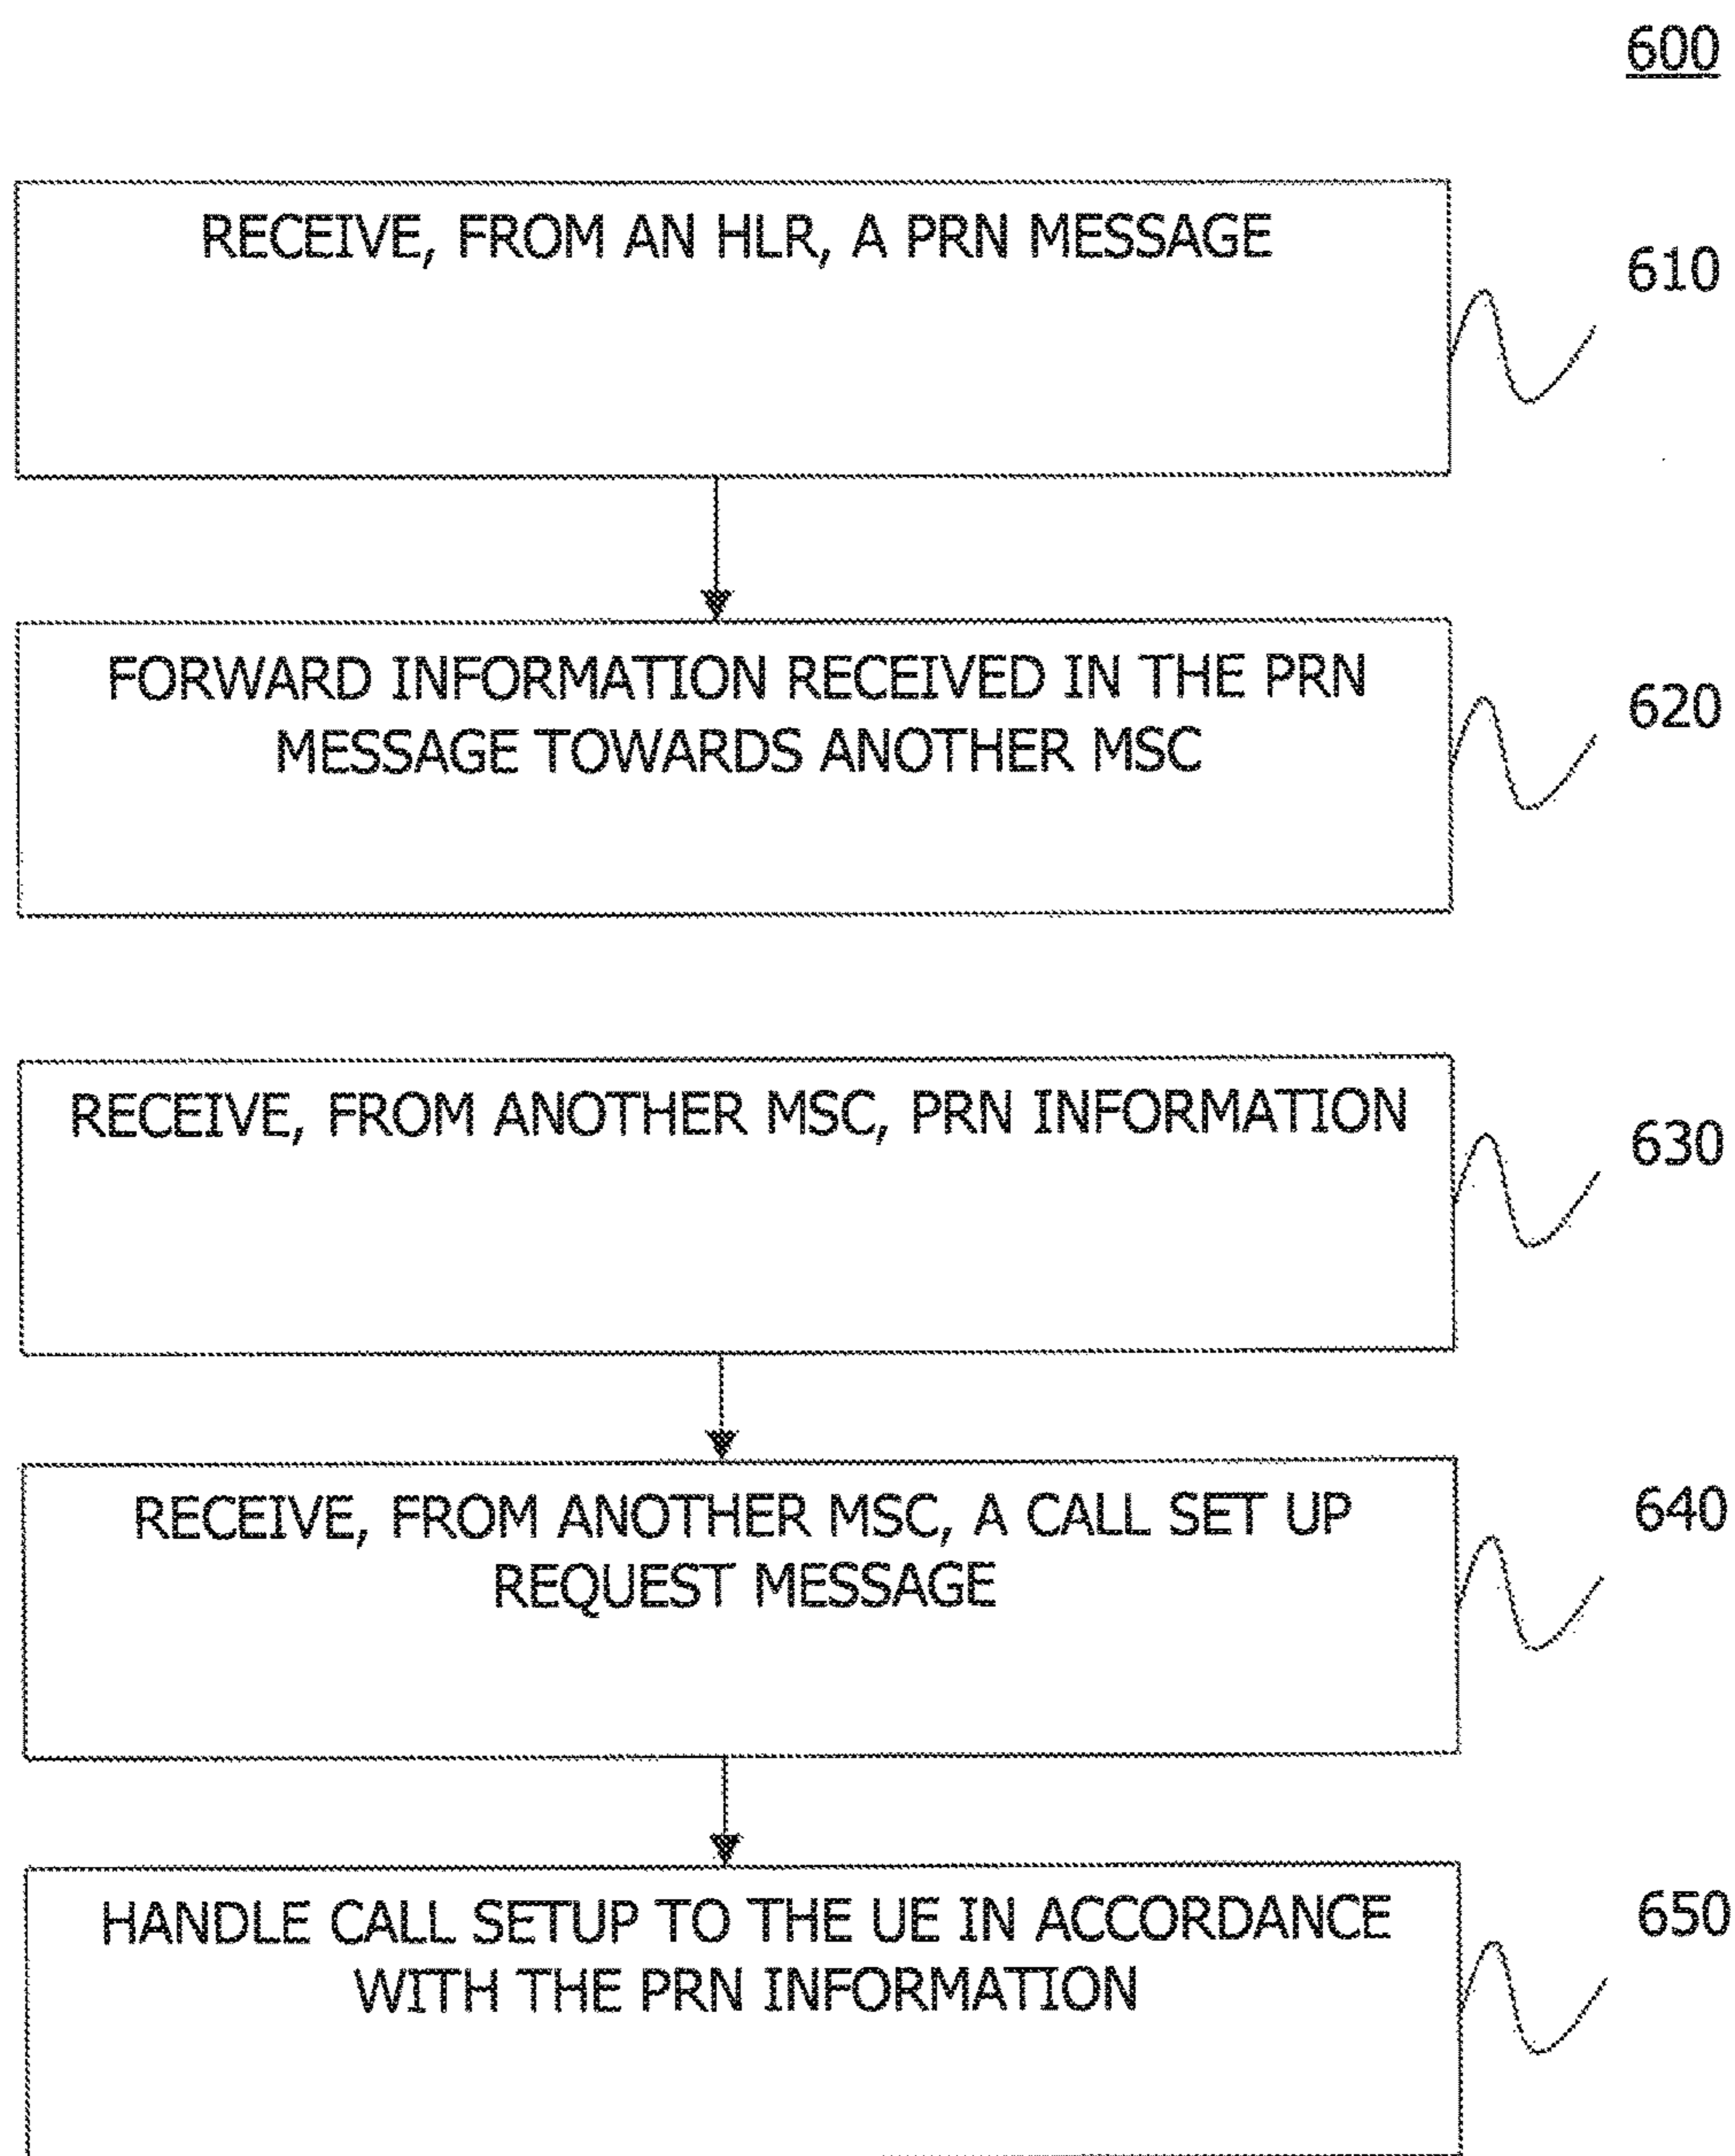 600
RECEIVE, FROM AN HLR, A PRN MESSAGE
610
FORWARD INFORMATION RECEIVED IN THE PRN
MESSAGE TOWARDS ANOTHER MSC
620
RECEIVE, FROM ANOTHER MSC, PRN INFORMATION
630
RECEIVE, FROM ANOTHER MSC, A CALL SET UP
REQUEST MESSAGE
640
HANDLE CALL SETUP TO THE UE IN ACCORDANCE
WITH THE PRN INFORMATION
650